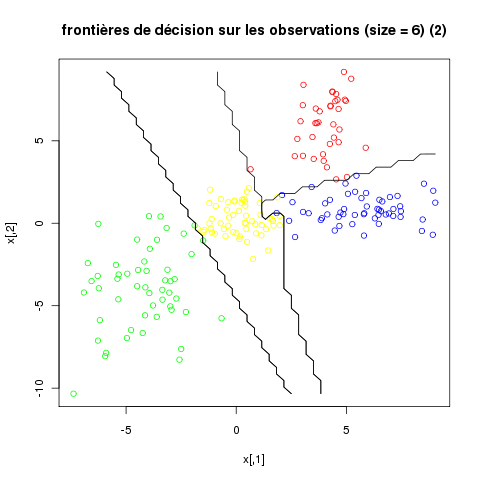 frontières de décision sur les observations (size = 6) (2)
5
0
-5
-10
x[,2]
-5
0
5
x[,1]